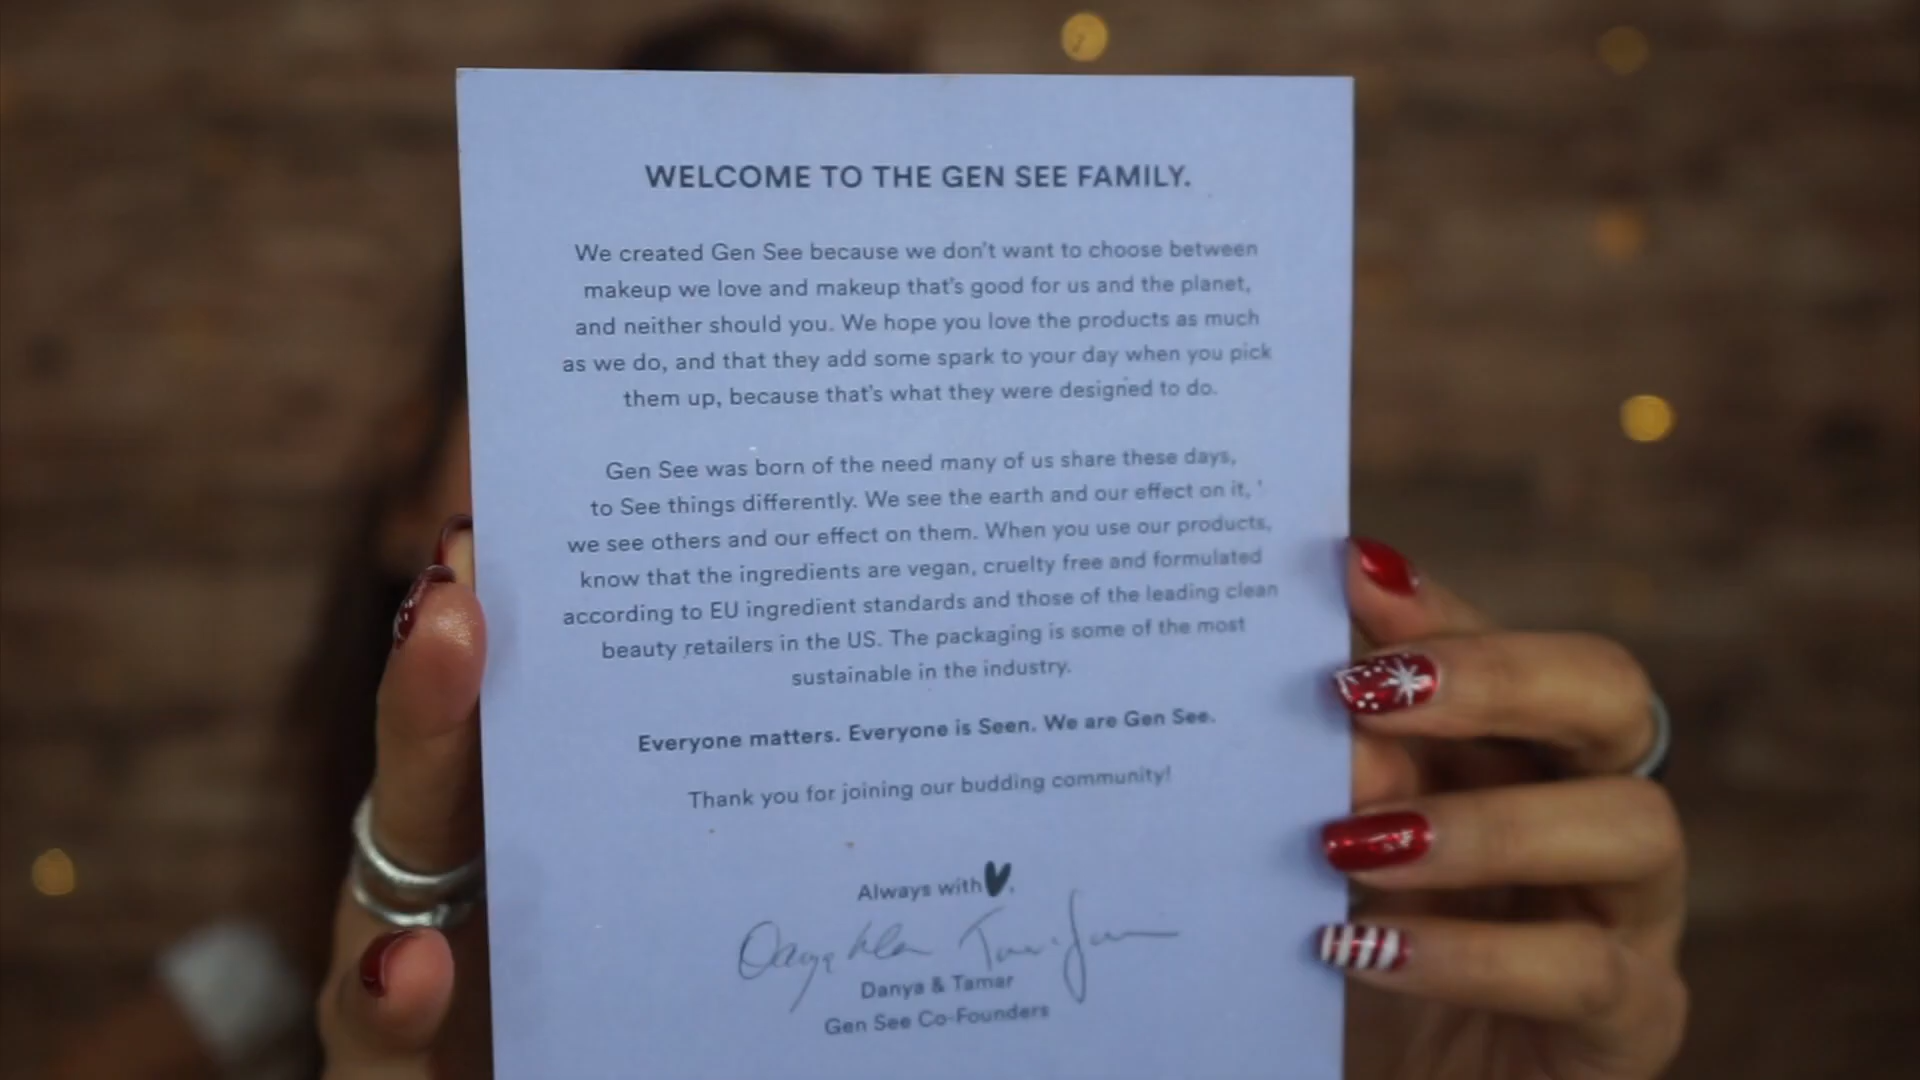 WELCOME TO THE GEN SEE FAMILY.
We created Gen See because we don't want to choose between
makeup we love and makeup that's good for us and the planet,
and neither should you. We hope you love the products as much
as we do, and that they add some spark to your day when you pick
them up, because that's what they were designed to do.
Gen See was born of the need many of us share these days,
to See things differently. We see the earth and our effect on it,
we see others and our effect on them. When you use our products,
know that the ingredients are vegan, cruelty free and formulated
according to EU ingredient standards and those of the leading clean
beauty retailers in the US. The packaging is some of the most
sustainable in the industry.
Everyone matters. Everyone is Seen. We are Gen See.
Thank you for joining our budding community!
Always with ♥.
Danya & Tamar
Gen See Co-Founders